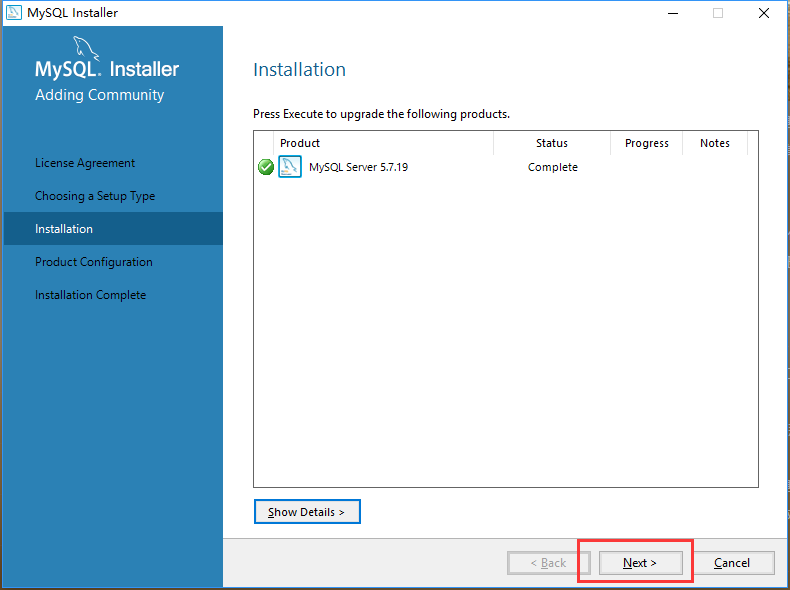 MySQL Installer
MySQL. Installer
Adding Community
License Agreement
Choosing a Setup Type
Installation
Product Configuration
Installation Complete
Installation
Press Execute to upgrade the following products.
Product Status Progress Notes
MySQL Server 5.7.19 Complete
Show Details >
< Back Next > Cancel